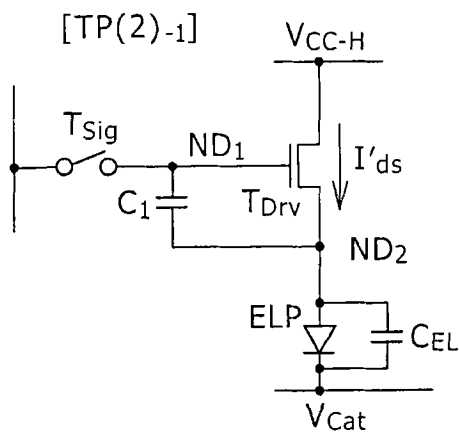 [TP(2)-1]
VCC-H
TSig
ND1
I'ds
C1
TDrv
ND2
ELP
CEL
VCat